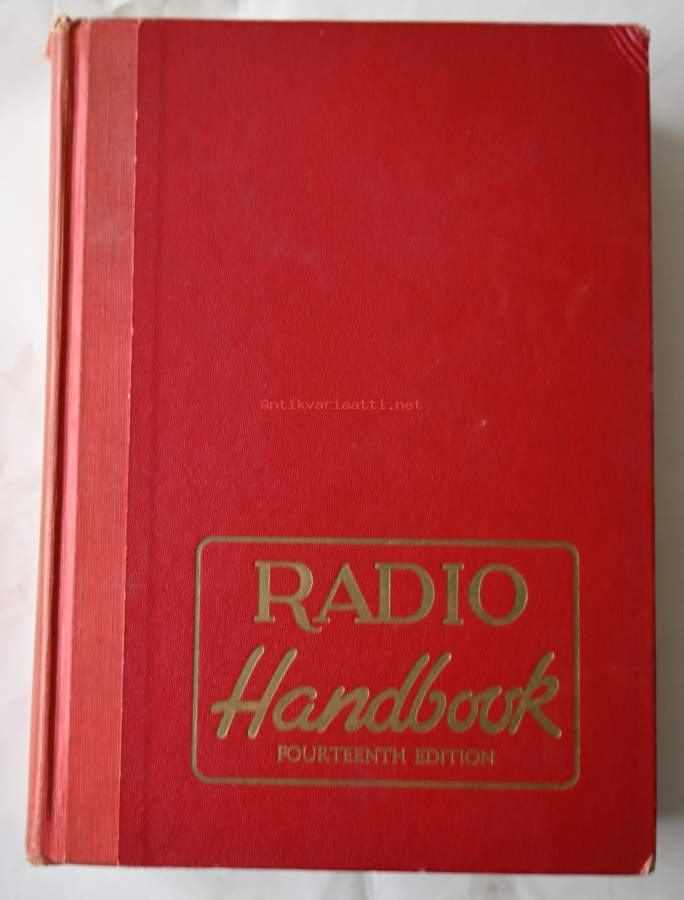 Antikvariaatti.net
RADIO
Handbook
FOURTEENTH EDITION